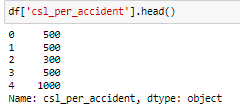 df['csl_per_accident'].head()
0 500
1 500
2 300
3 500
4 1000
Name: csl_per_accident, dtype: object